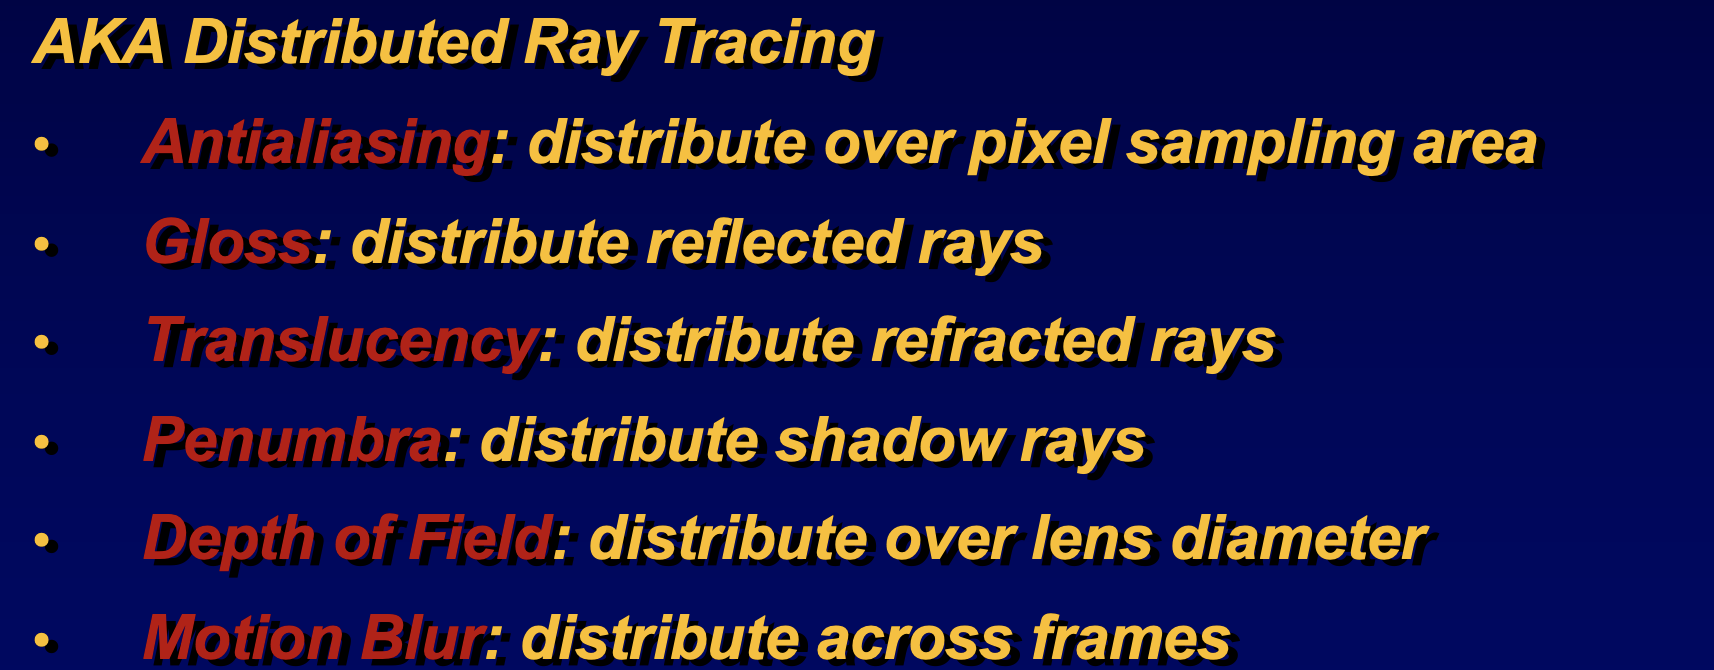 AKA Distributed Ray Tracing
• Antialiasing: distribute over pixel sampling area
• Gloss: distribute reflected rays
• Translucency: distribute refracted rays
• Penumbra: distribute shadow rays
• Depth of Field: distribute over lens diameter
• Motion Blur: distribute across frames